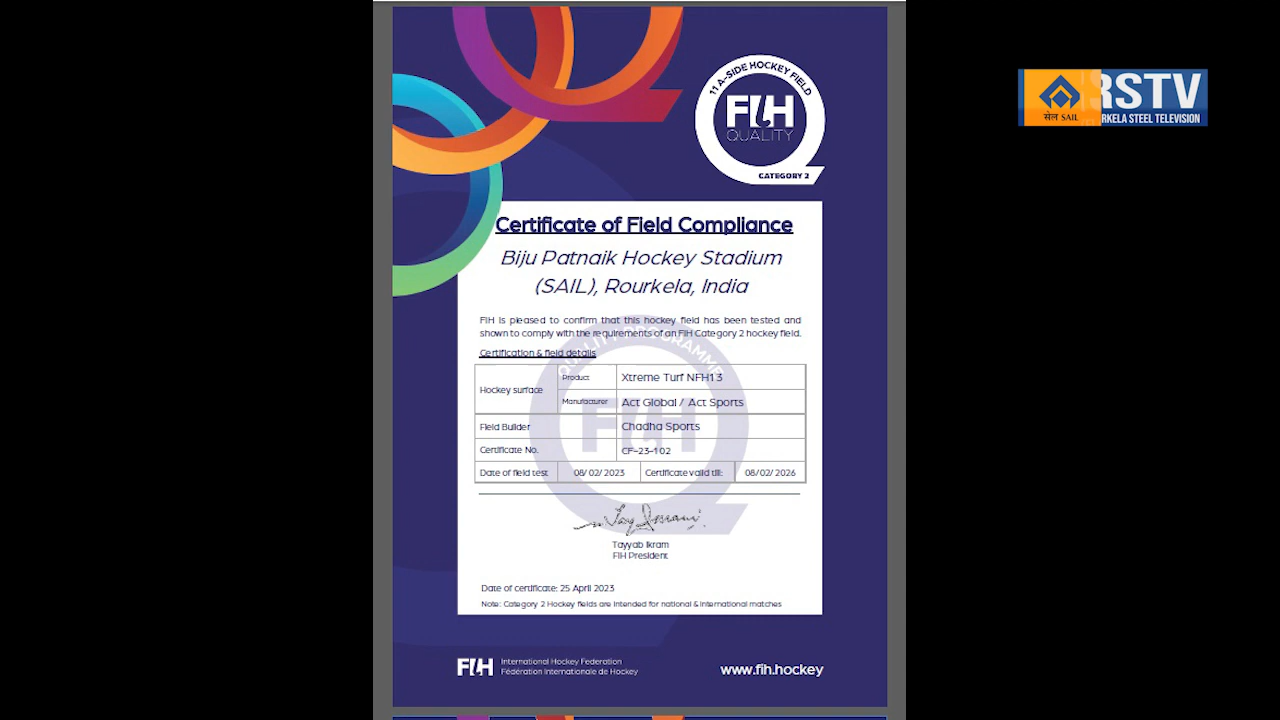 11 A-SIDE HOCKEY FIELD
FIH
QUALITY
CATEGORY 2
सेल SAIL
RSTV
RKELA STEEL TELEVISION
Certificate of Field Compliance
Biju Patnaik Hockey Stadium
(SAIL), Rourkela, India
FIH is pleased to confirm that this hockey field has been tested and
shown to comply with the requirements of an FIH Category 2 hockey field.
Certification & field details
QUALITY PROGRAMME
FIH
Hockey surface Product Xtreme Turf NFH13
Manufacturer Act Global / Act Sports
Field Builder Chadha Sports
Certificate No. CF-23-102
Date of field test 08/02/2023 Certificate valid till: 08/02/2026
Tayyab Ikram
FIH President
Date of certificate: 25 April 2023
Note: Category 2 Hockey fields are intended for national & international matches
FIH International Hockey Federation
Fédération Internationale de Hockey
www.fih.hockey